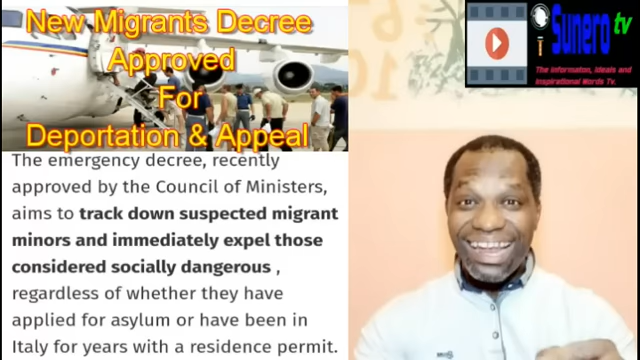 New Migrants Decree
Approved
For
Deportation & Appeal
The emergency decree, recently
approved by the Council of Ministers,
aims to track down suspected migrant
minors and immediately expel those
considered socially dangerous ,
regardless of whether they have
applied for asylum or have been in
Italy for years with a residence permit.
Sunero tv
The Information, Ideals and
Inspirational Words Tv.